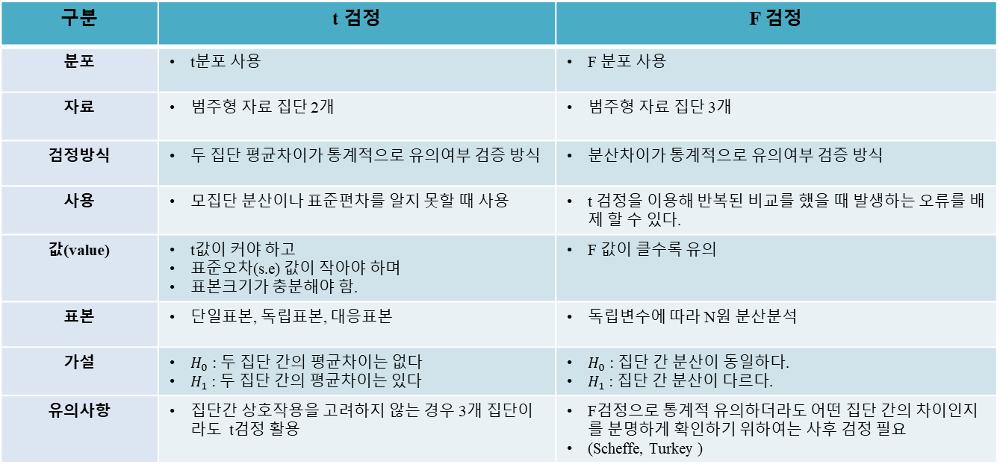 구분 t 검정 F 검정
분포 • t분포 사용 • F 분포 사용
자료 • 범주형 자료 집단 2개 • 범주형 자료 집단 3개
검정방식 • 두 집단 평균차이가 통계적으로 유의여부 검증 방식 • 분산차이가 통계적으로 유의여부 검증 방식
사용 • 모집단 분산이나 표준편차를 알지 못할 때 사용 • t 검정을 이용해 반복된 비교를 했을 때 발생하는 오류를 배
제 할 수 있다.
값(value) • t값이 커야 하고 • F 값이 클수록 유의
• 표준오차(s.e) 값이 작아야 하며
• 표본크기가 충분해야 함.
표본 • 단일표본, 독립표본, 대응표본 • 독립변수에 따라 N원 분산분석
가설 • H₀ : 두 집단 간의 평균차이는 없다 • H₀ : 집단 간 분산이 동일하다.
• H₁ : 두 집단 간의 평균차이는 있다 • H₁ : 집단 간 분산이 다르다.
유의사항 • 집단간 상호작용을 고려하지 않는 경우 3개 집단이 • F검정으로 통계적 유의하더라도 어떤 집단 간의 차이인지
라도 t검정 활용 를 분명하게 확인하기 위하여는 사후 검정 필요
• (Scheffe, Turkey )